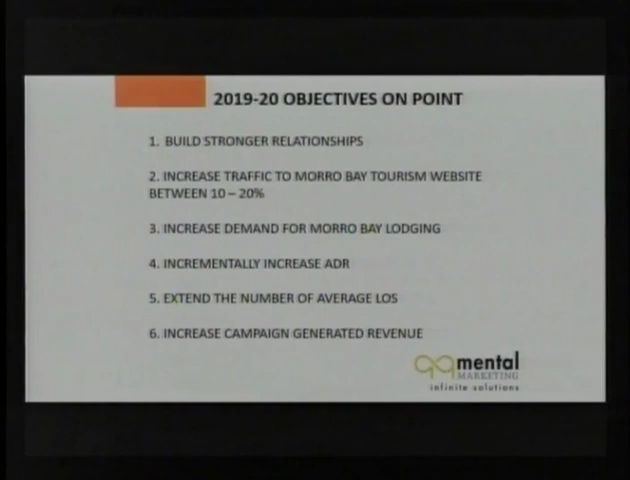 2019-20 OBJECTIVES ON POINT
1. BUILD STRONGER RELATIONSHIPS
2. INCREASE TRAFFIC TO MORRO BAY TOURISM WEBSITE
BETWEEN 10 – 20%
3. INCREASE DEMAND FOR MORRO BAY LODGING
4. INCREMENTALLY INCREASE ADR
5. EXTEND THE NUMBER OF AVERAGE LOS
6. INCREASE CAMPAIGN GENERATED REVENUE
mental
MARKETING
infinite solutions